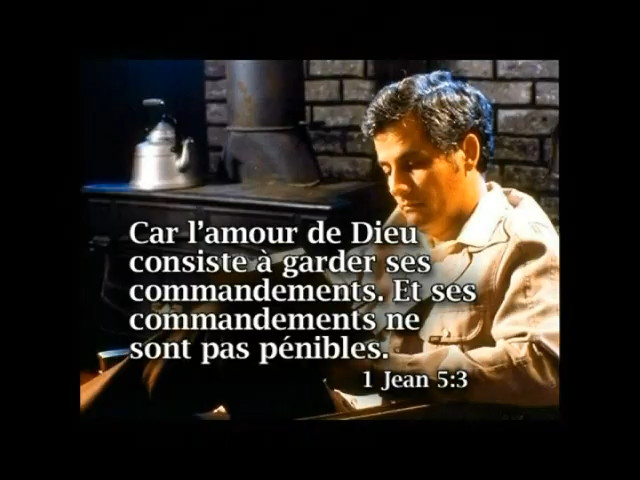 Car l'amour de Dieu
consiste à garder ses
commandements. Et ses
commandements ne
sont pas pénibles.
1 Jean 5:3